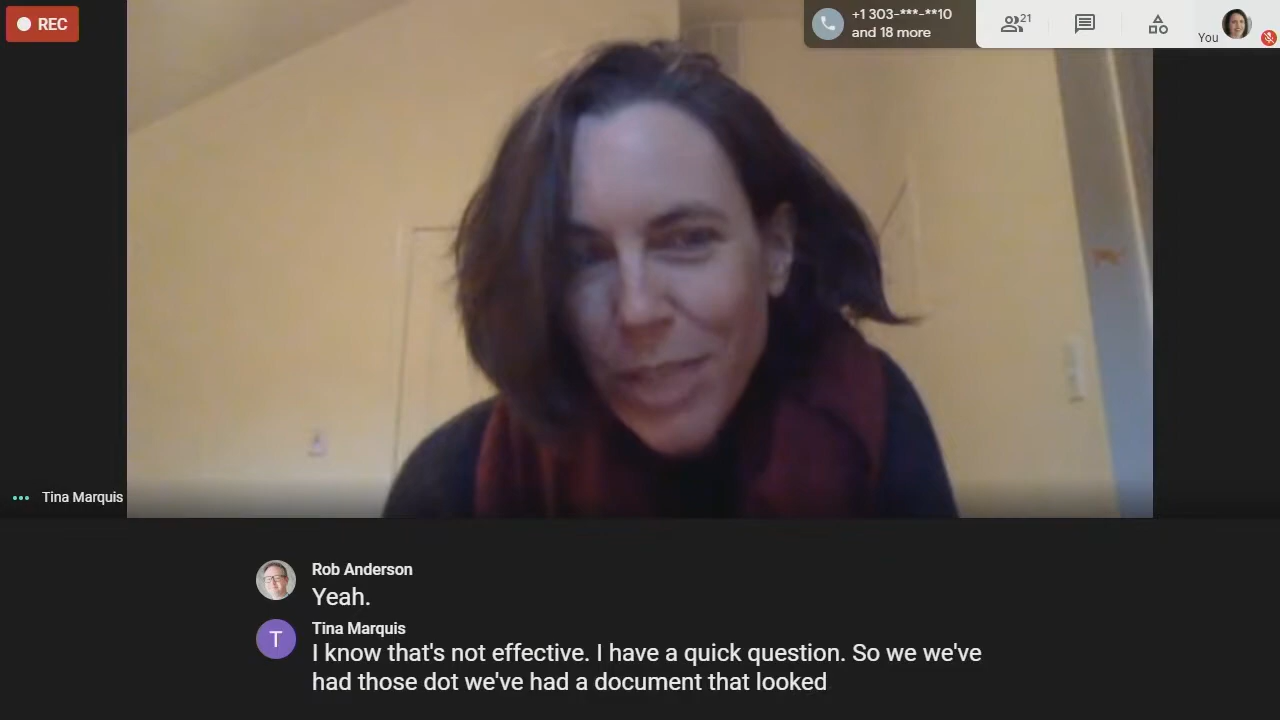 REC
+1 303-***-**10
and 18 more
21
You
Tina Marquis
Rob Anderson
Yeah.
T
Tina Marquis
I know that's not effective. I have a quick question. So we we've
had those dot we've had a document that looked